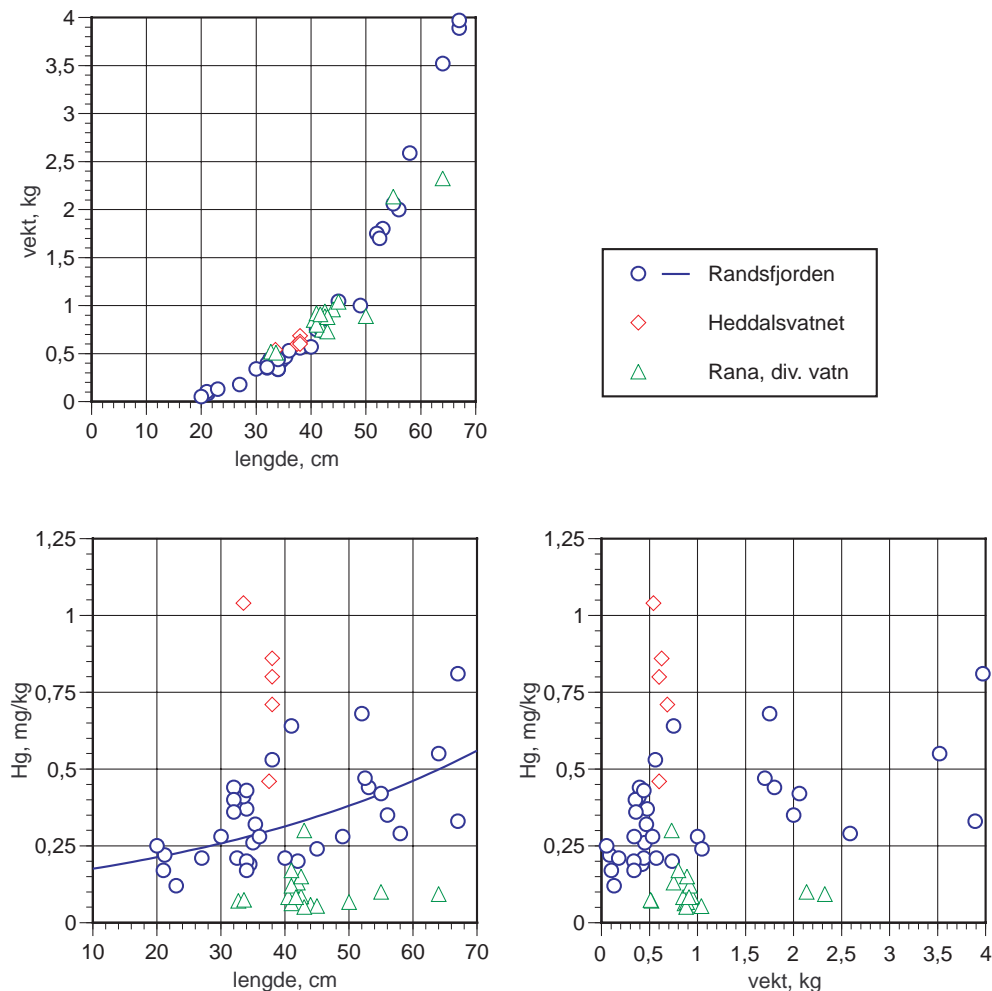 4
3,5
3
2,5
2
1,5
1
0,5
0
vekt, kg
0 10 20 30 40 50 60 70
lengde, cm
Randsfjorden
Heddalsvatnet
Rana, div. vatn
1,25
1
0,75
0,5
0,25
0
Hg, mg/kg
10 20 30 40 50 60 70
lengde, cm
1,25
1
0,75
0,5
0,25
0
Hg, mg/kg
0 0,5 1 1,5 2 2,5 3 3,5 4
vekt, kg